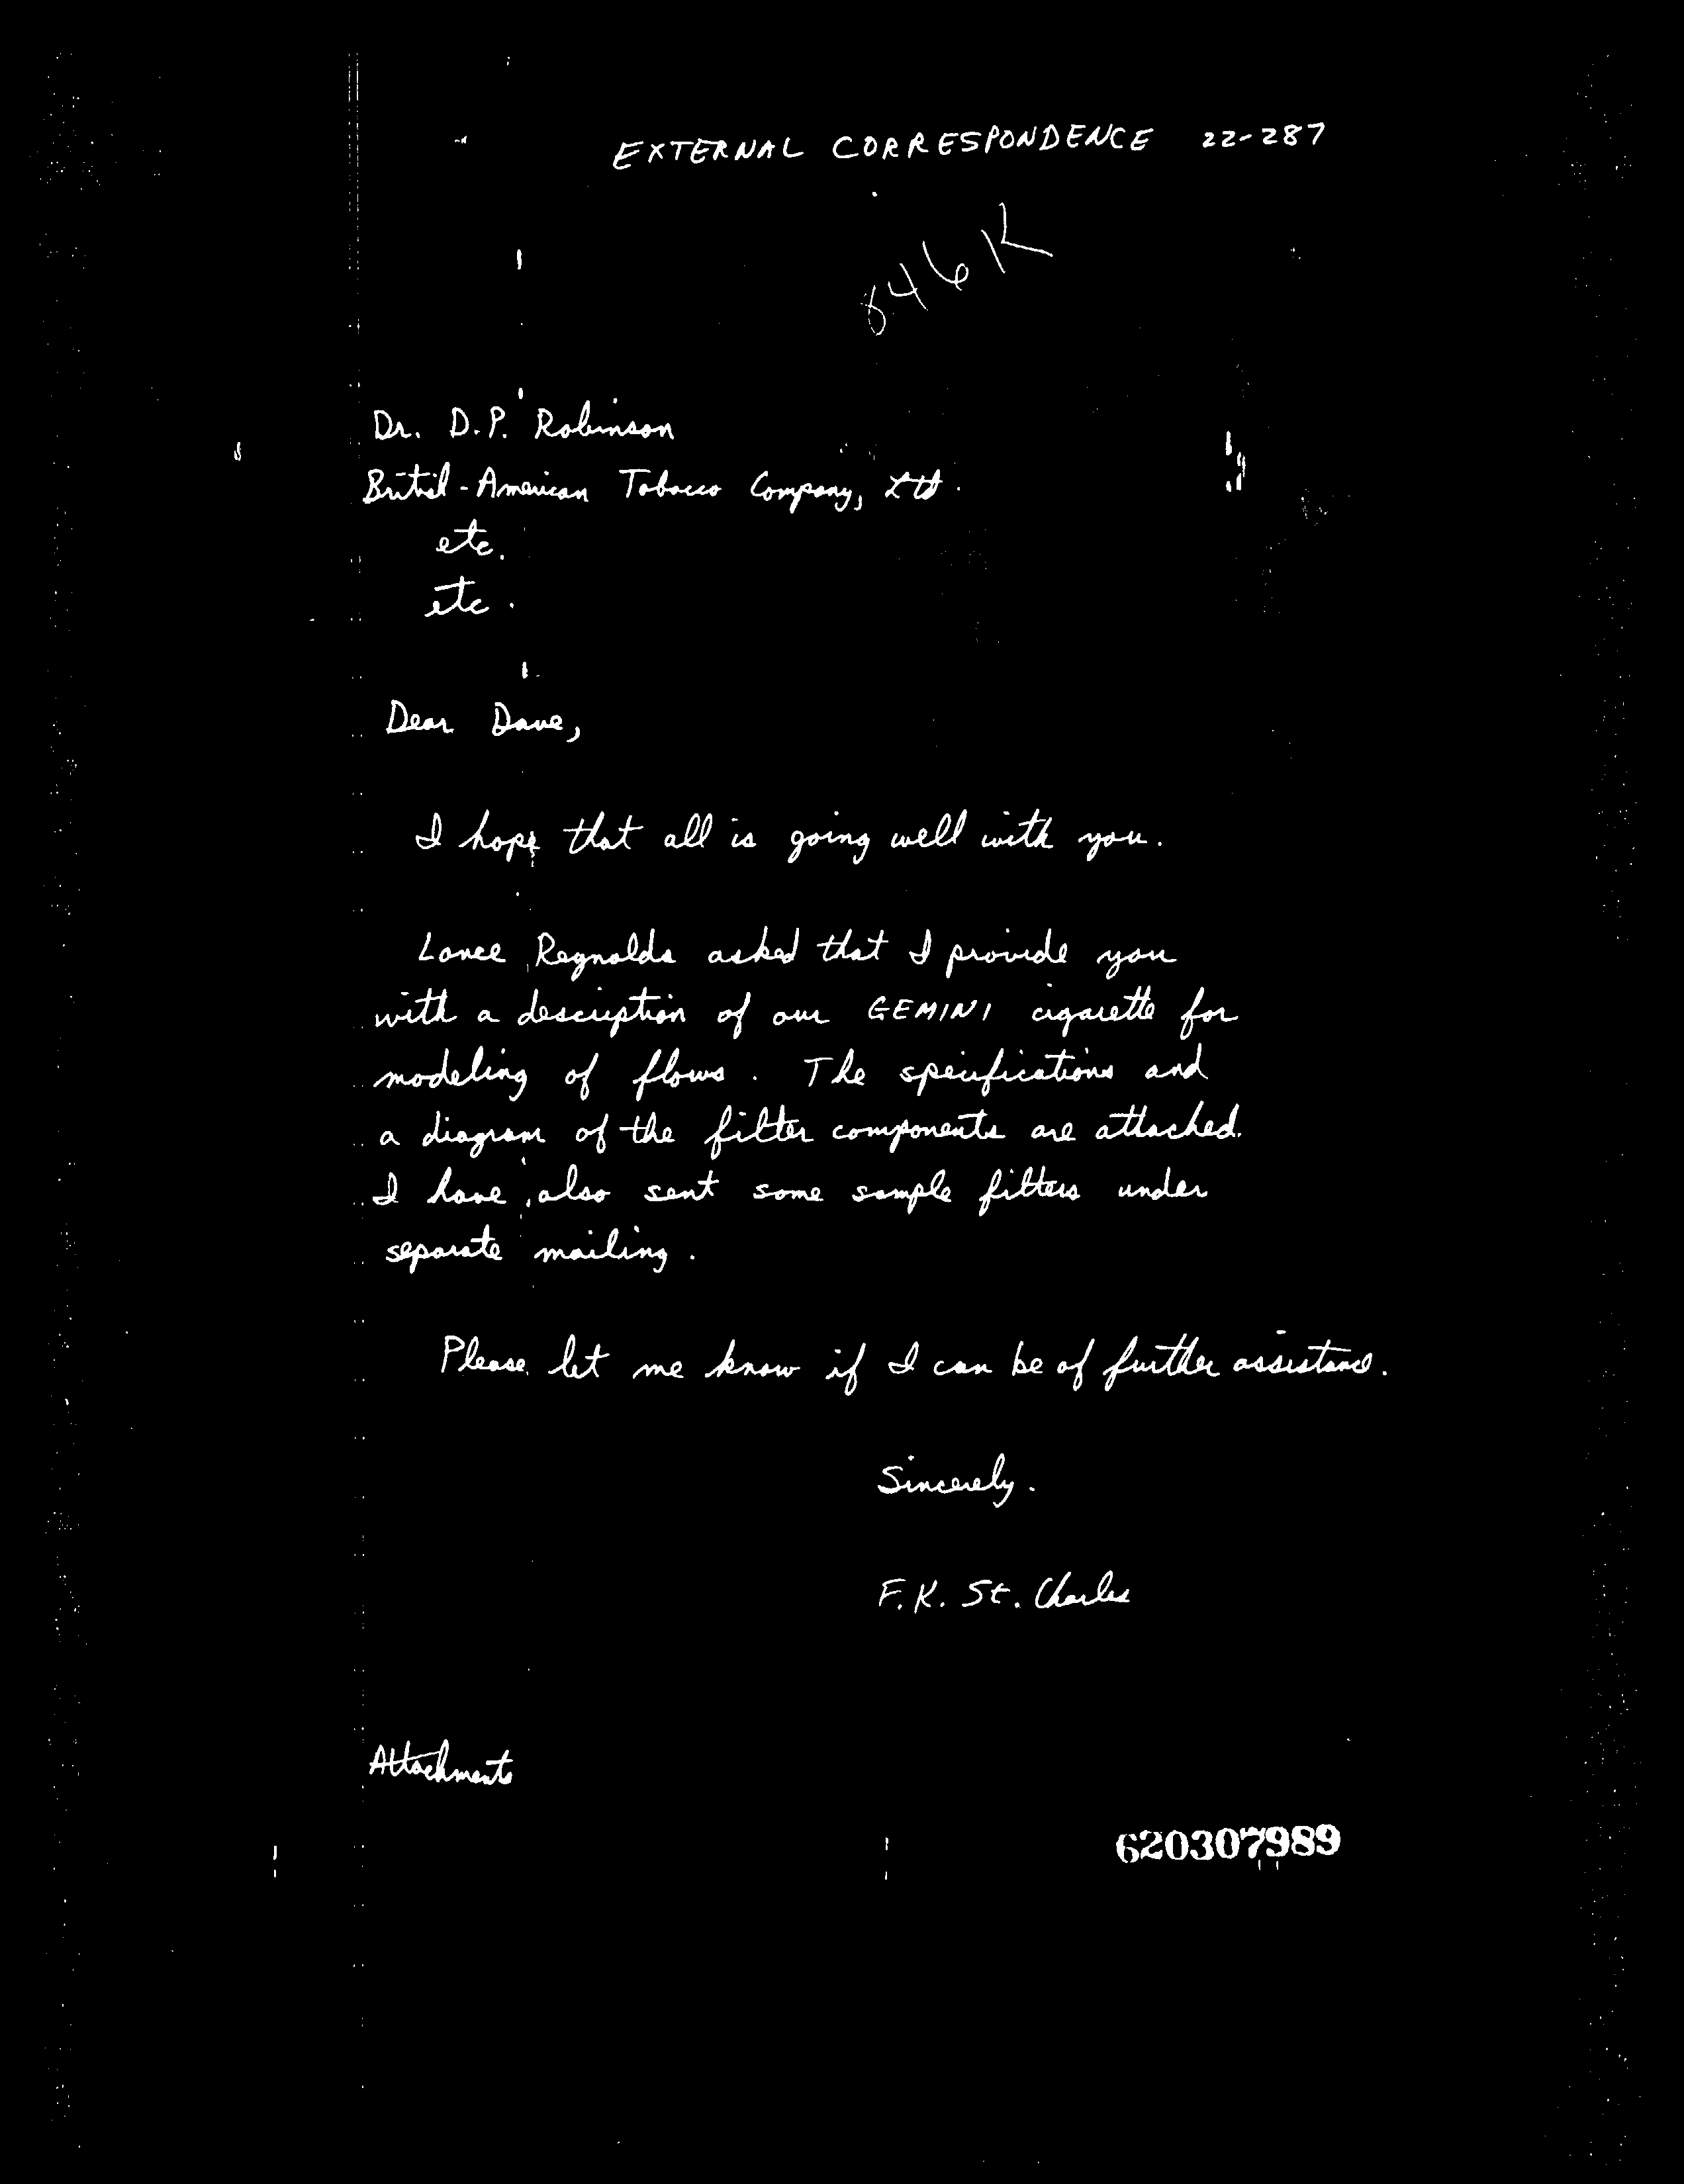 EXTERNAL CORRESPONDENCE 22-287
846K
Dr. D.P. Robinson
British-American Tobacco Company, Ltd.
etc.
etc.
Dear Dave,
I hope that all is going well with you.
Lance Reynolds asked that I provide you
with a description of our GEMINI cigarette for
modeling of flows. The specifications and
a diagram of the filter components are attached.
I have also sent some sample filters under
separate mailing.
Please let me know if I can be of further assistance.
Sincerely.
F.K. St. Charles
Attachments
620307989